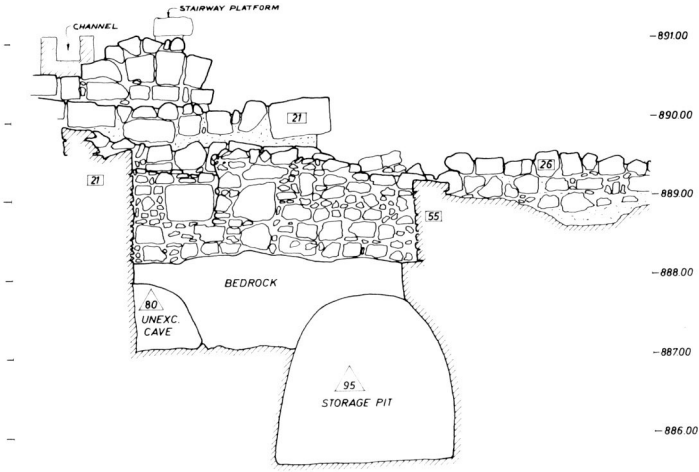 STAIRWAY PLATFORM
CHANNEL
891.00
890.00
21
26
21
889.00
55
888.00
BEDROCK
80
UNEXC.
CAVE
887.00
95
STORAGE PIT
886.00